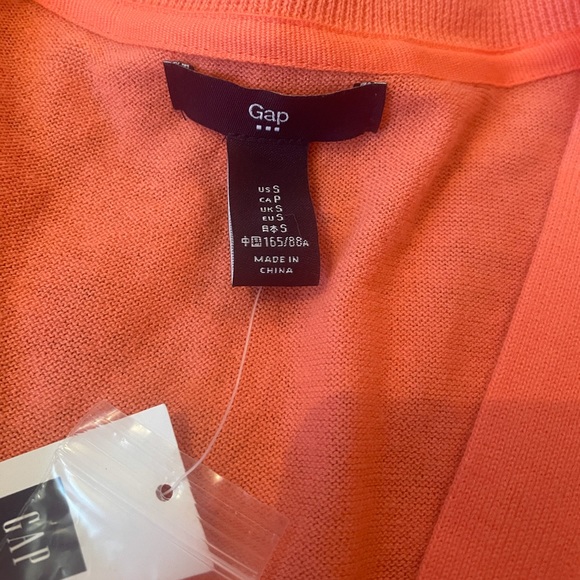 Gap
US S
CA P
UK S
EU S
日本 S
中国 165/88A
MADE IN
CHINA
GAP